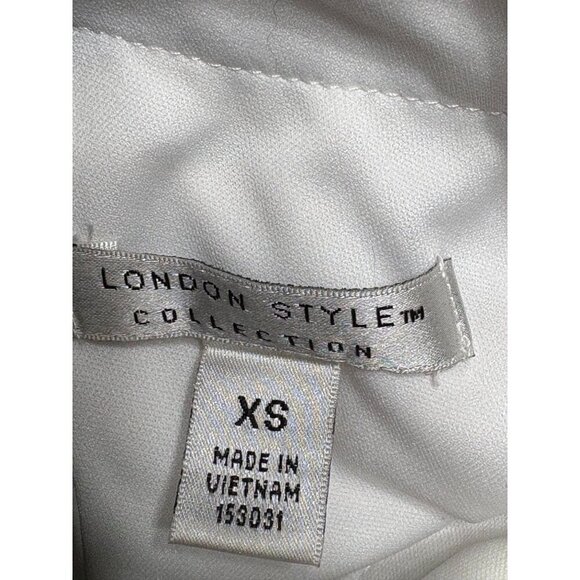 LONDON STYLE™
COLLECTION
XS
MADE IN
VIETNAM
153031